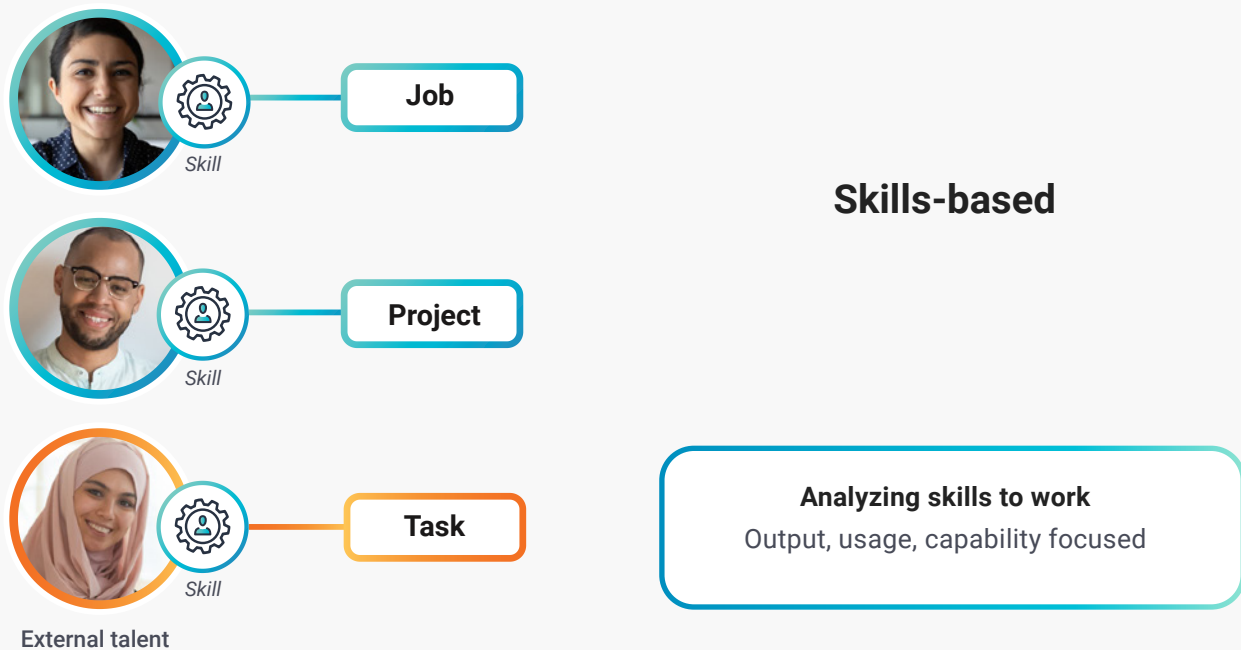 Job
Skill
Skills-based
Project
Skill
Analyzing skills to work
Output, usage, capability focused
Task
Skill
External talent